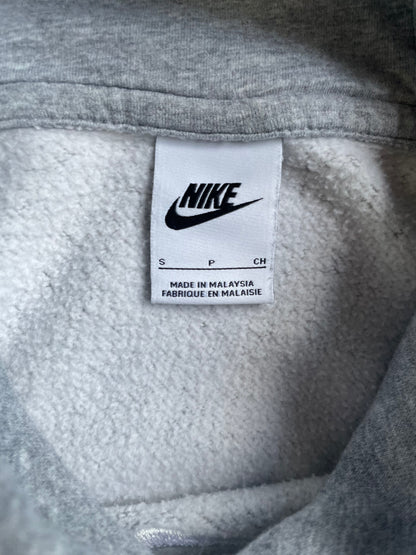 NIKE
S P CH
MADE IN MALAYSIA
FABRIQUE EN MALAISIE